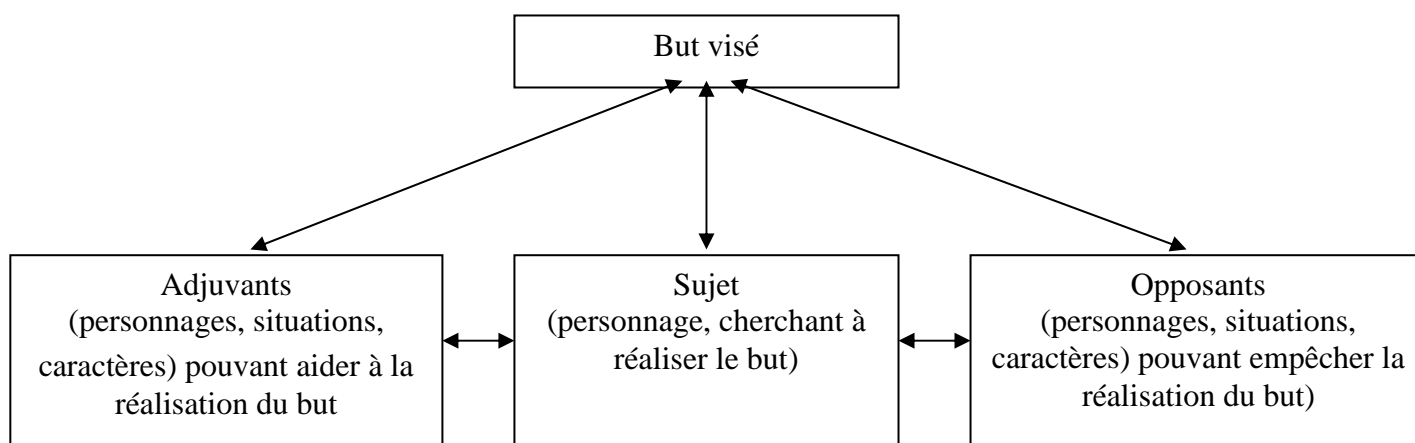 But visé
Adjuvants
(personnages, situations,
caractères) pouvant aider à la
réalisation du but
Sujet
(personnage, cherchant à
réaliser le but)
Opposants
(personnages, situations,
caractères) pouvant empêcher la
réalisation du but)